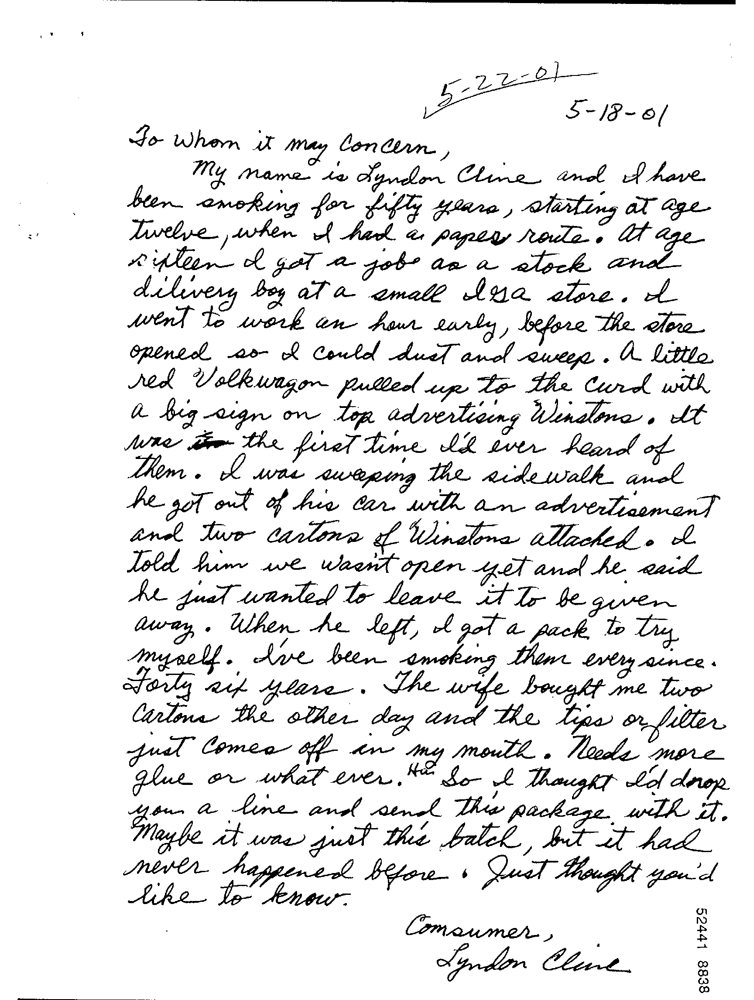 5-22-01
5-18-01
To whom it may Concern,
My name is Lyndon Cline and I have
been smoking for fifty years, starting at age
twelve, when I had a paper route. At age
sixteen I got a job as a stock and
dilivery boy at a small Iga store. I
went to work an hour early, before the store
opened so I could dust and sweep. A little
red Volkwagon pulled up to the curd with
a big sign on top advertising Winstons. It
was the first time I'd ever heard of
them. I was sweeping the sidewalk and
he got out of his car with an advertisement
and two cartons of Winstons attached. I
told him we wasn't open yet and he said
he just wanted to leave it to be given
away. When he left, I got a pack to try
myself. I've been smoking them every since.
Forty six years. The wife bought me two
Cartons the other day and the tips or filter
just comes off in my mouth. Needs more
glue or what ever. So I thought I'd drop
you a line and send this package with it.
Maybe it was just this batch, but it had
never happened before. Just thought you'd
like to know.
Comsumer,
Lyndon Cline
52441 8838